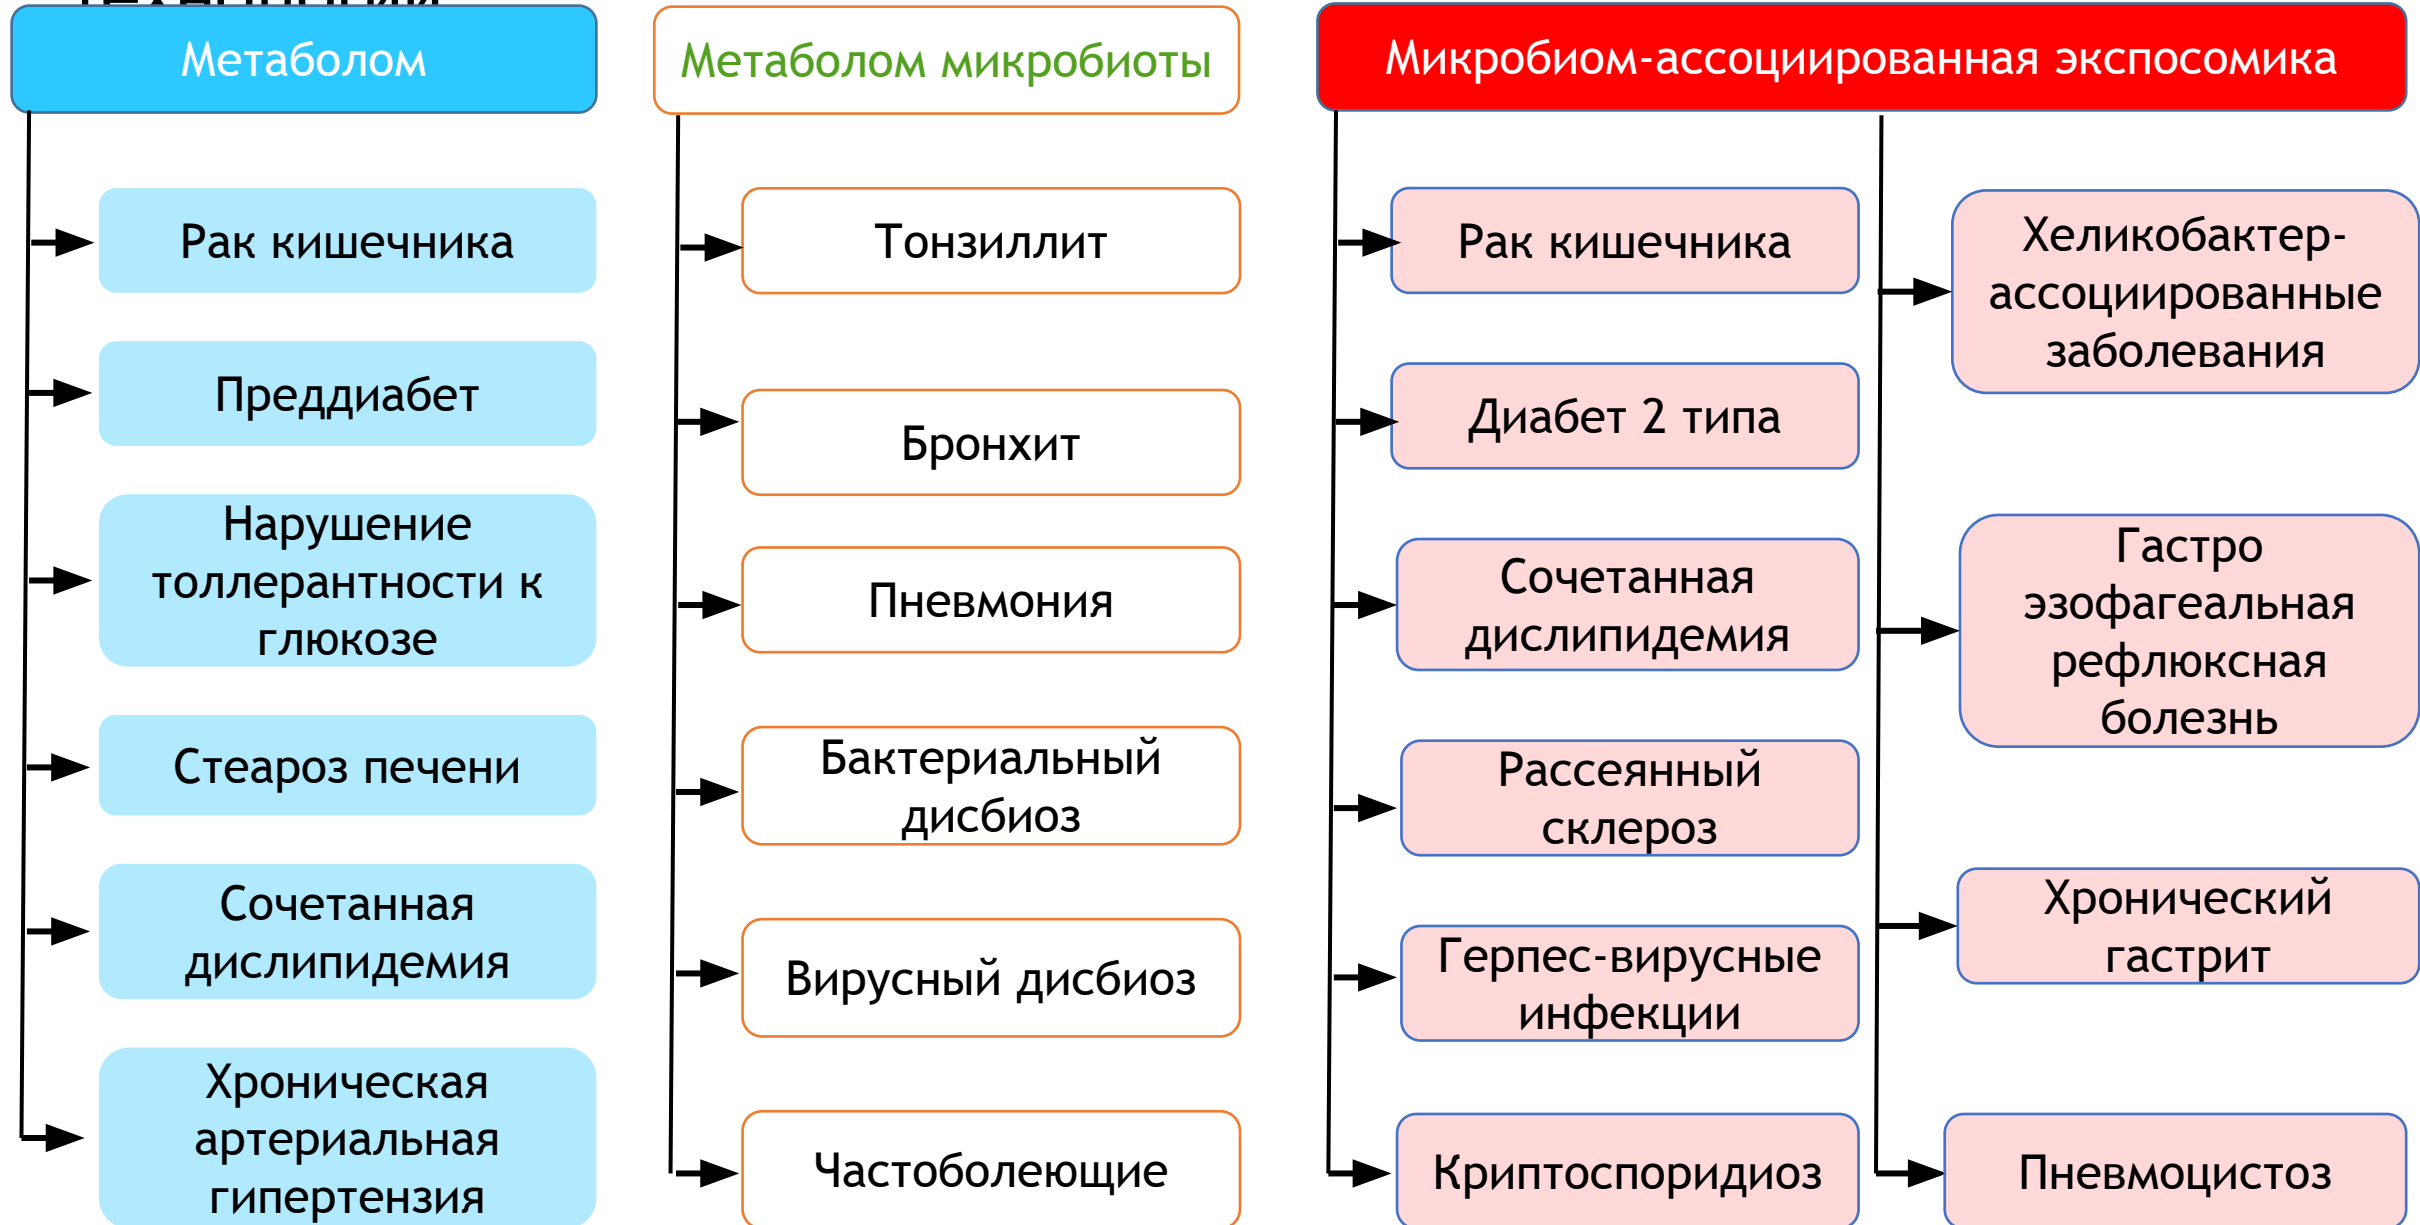 Метаболом
Рак кишечника
Преддиабет
Нарушение
толлерантности к
глюкозе
Стеароз печени
Сочетанная
дислипидемия
Хроническая
артериальная
гипертензия
Метаболом микробиоты
Тонзиллит
Бронхит
Пневмония
Бактериальный
дисбиоз
Вирусный дисбиоз
Частоболеющие
Микробиом-ассоциированная экспосомика
Рак кишечника
Диабет 2 типа
Сочетанная
дислипидемия
Рассеянный
склероз
Герпес-вирусные
инфекции
Криптоспоридиоз
Хеликобактер-
ассоциированные
заболевания
Гастро
эзофагеальная
рефлюксная
болезнь
Хронический
гастрит
Пневмоцистоз